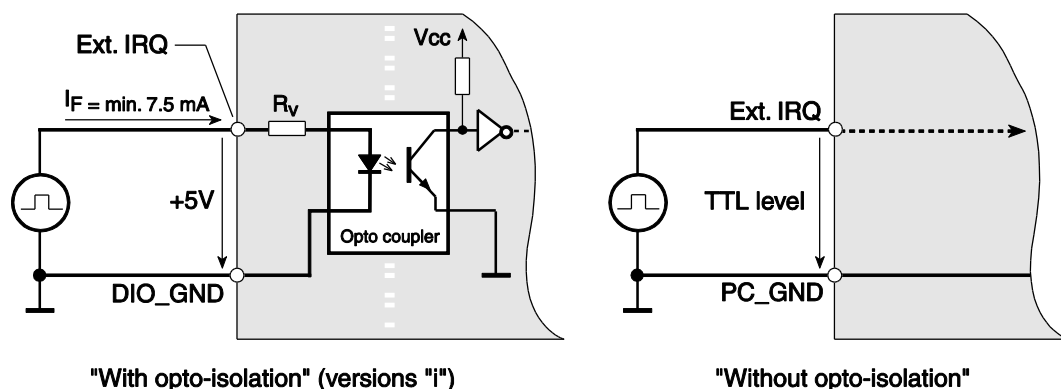 Ext. IRQ
Vcc
IF = min. 7.5 mA
Rv
+5V
Opto coupler
DIO_GND
"With opto-isolation" (versions "i")
Ext. IRQ
TTL level
PC_GND
"Without opto-isolation"